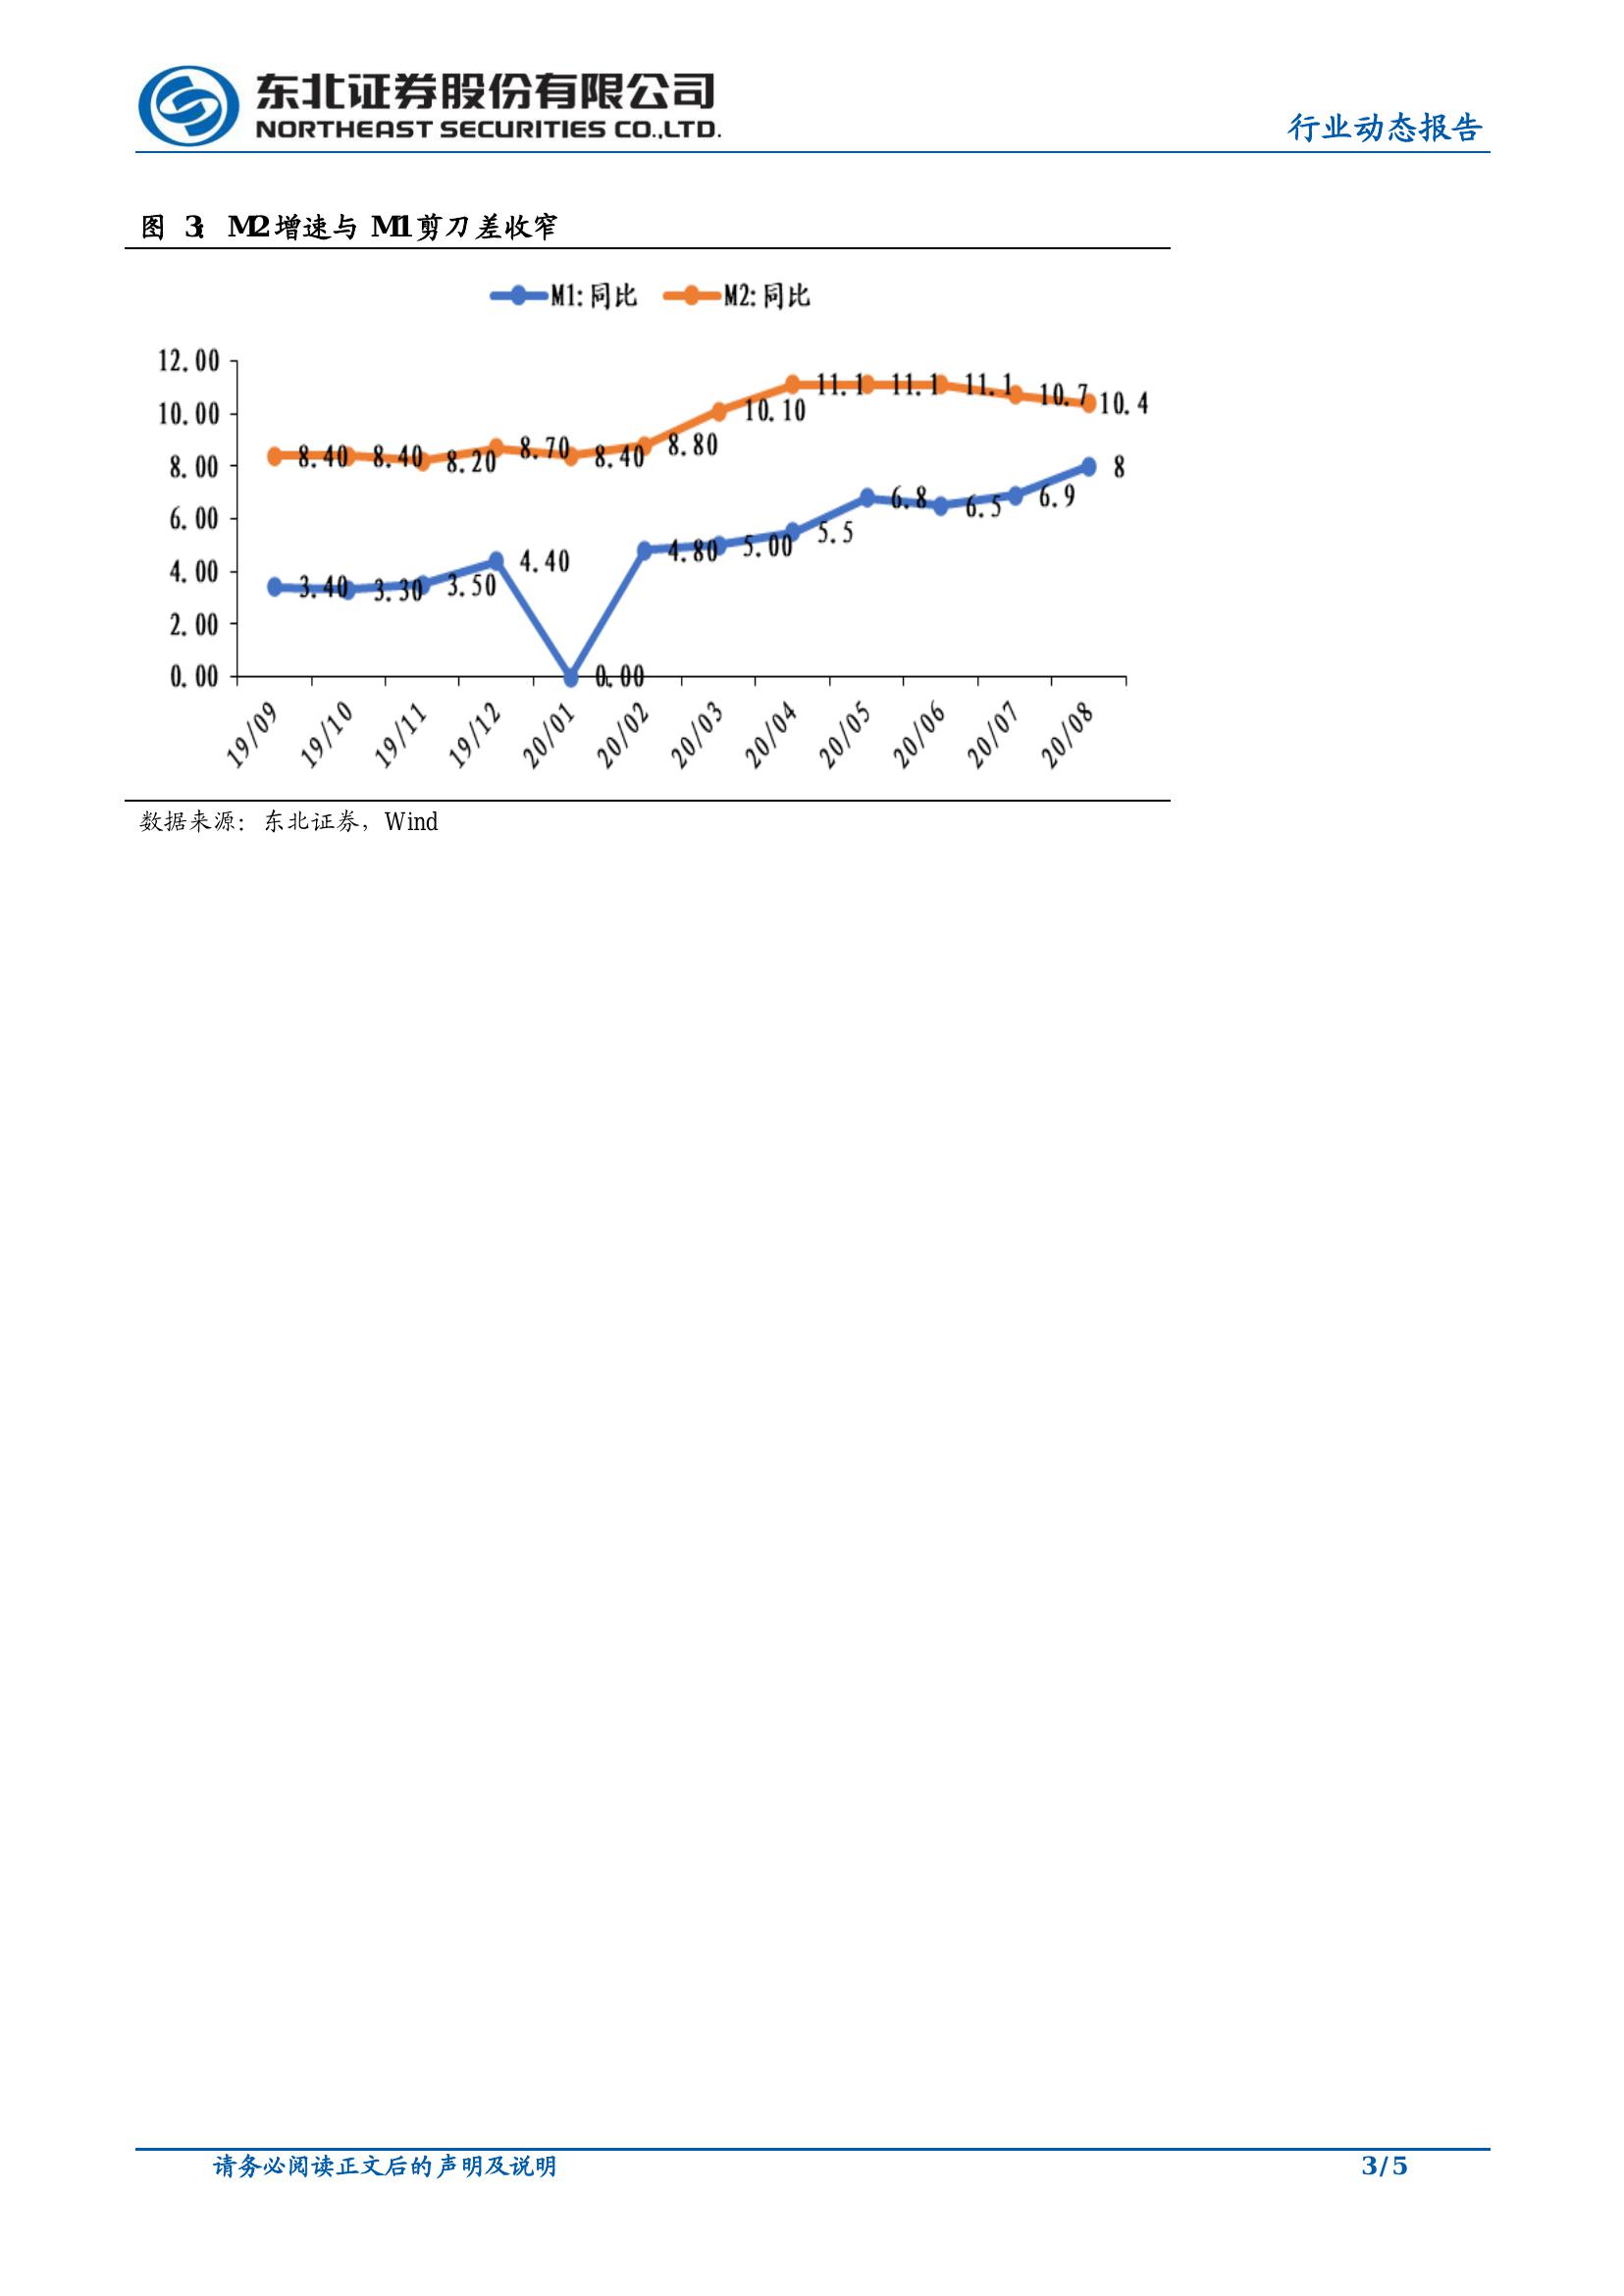 东北证券股份有限公司
NORTHEAST SECURITIES CO.,LTD.
行业动态报告
图 3: M2增速与 M1剪刀差收窄
M1:同比 M2:同比
12.00
10.00
8.00
6.00
4.00
2.00
0.00
8.40 8.40 8.20 8.70 8.40 8.80 10.10 11.1 11.1 11.1 10.7 10.4
3.40 3.30 3.50 4.40 0.00 4.80 5.00 5.5 6.8 6.5 6.9 8
19/09 19/10 19/11 19/12 20/01 20/02 20/03 20/04 20/05 20/06 20/07 20/08
数据来源：东北证券，Wind
请务必阅读正文后的声明及说明
3/5